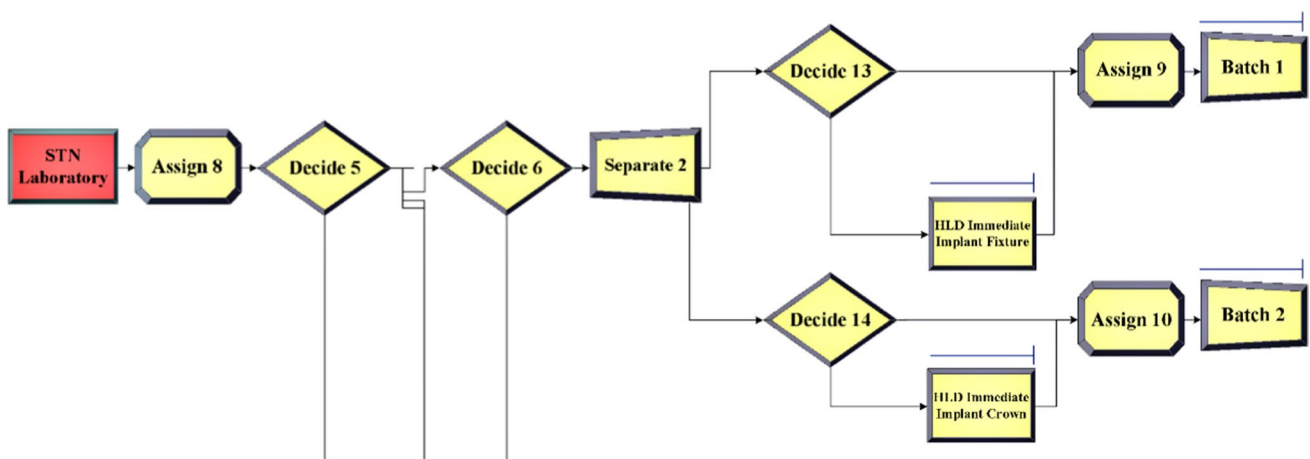 STN
Laboratory
Assign 8
Decide 5
Decide 6
Separate 2
Decide 13
HLD Immediate
Implant Fixture
Assign 9
Batch 1
Decide 14
HLD Immediate
Implant Crown
Assign 10
Batch 2